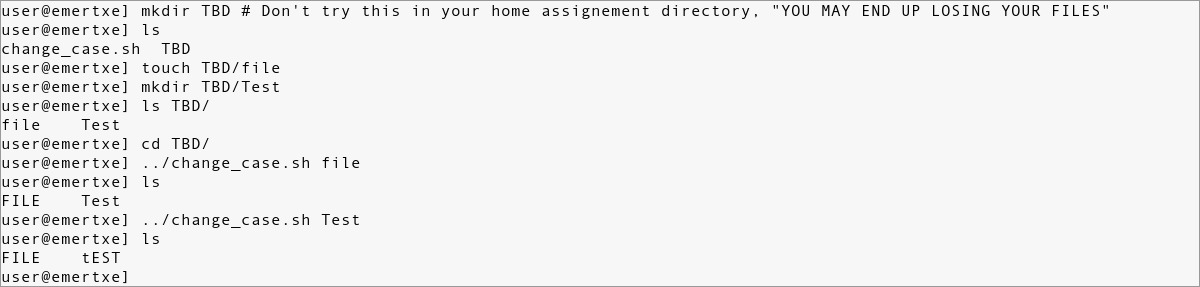 user@emertxe] mkdir TBD # Don't try this in your home assignement directory, "YOU MAY END UP LOSING YOUR FILES"
user@emertxe] ls
change_case.sh  TBD
user@emertxe] touch TBD/file
user@emertxe] mkdir TBD/Test
user@emertxe] ls TBD/
file    Test
user@emertxe] cd TBD/
user@emertxe] ../change_case.sh file
user@emertxe] ls
FILE    Test
user@emertxe] ../change_case.sh Test
user@emertxe] ls
FILE    tEST
user@emertxe]